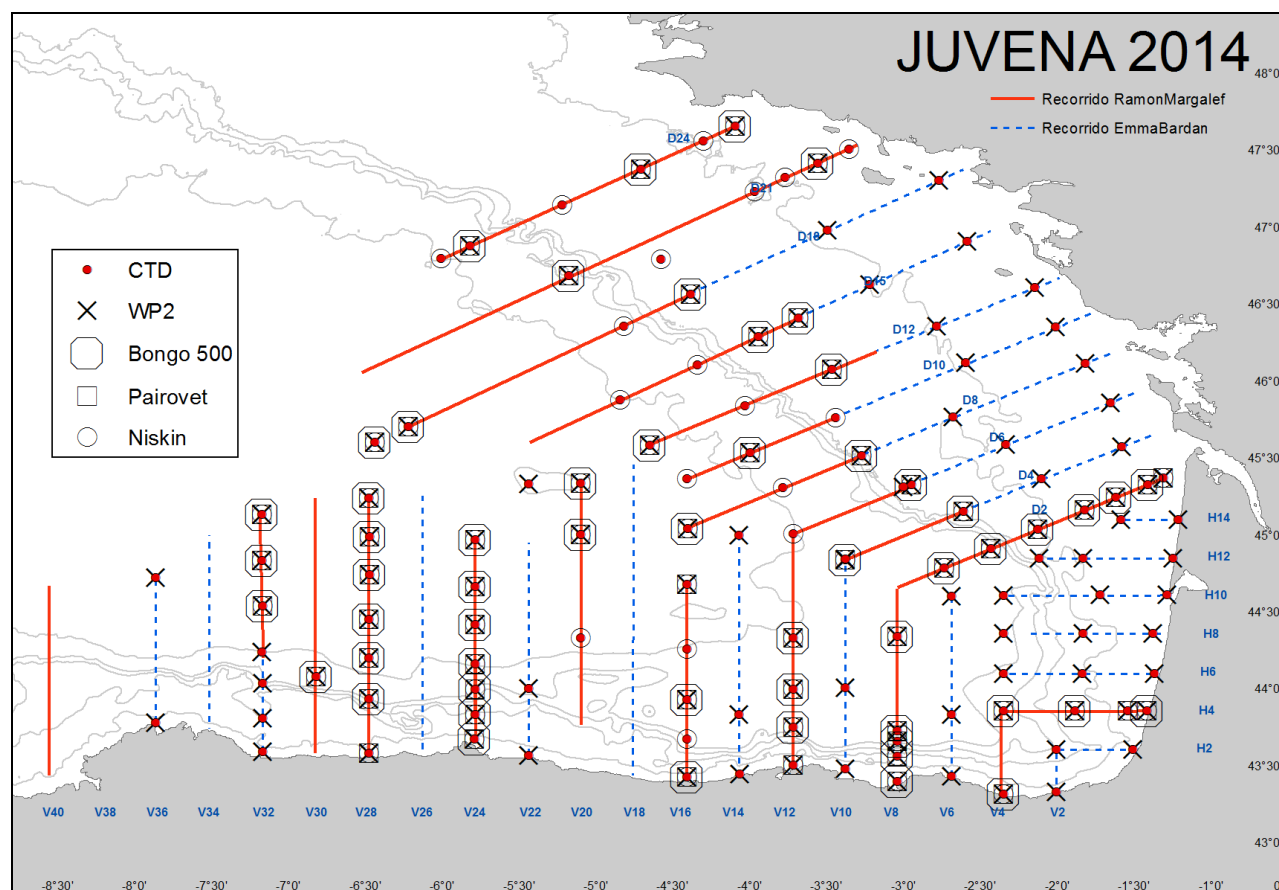 JUVENA 2014
48°0'
Recorrido RamonMargalef
Recorrido EmmaBardan
D24
47°30'
D21
47°0'
D18
CTD
WP2
Bongo 500
Pairovet
Niskin
D15
46°30'
D12
D10
46°0'
D8
D6
45°30'
D4
D2
H14
45°0'
H12
H10
44°30'
H8
H6
44°0'
H4
H2
43°30'
V40
V38
V36
V34
V32
V30
V28
V26
V24
V22
V20
V18
V16
V14
V12
V10
V8
V6
V4
V2
43°0'
-8°30'
-8°0'
-7°30'
-7°0'
-6°30'
-6°0'
-5°30'
-5°0'
-4°30'
-4°0'
-3°30'
-3°0'
-2°30'
-2°0'
-1°30'
-1°0'